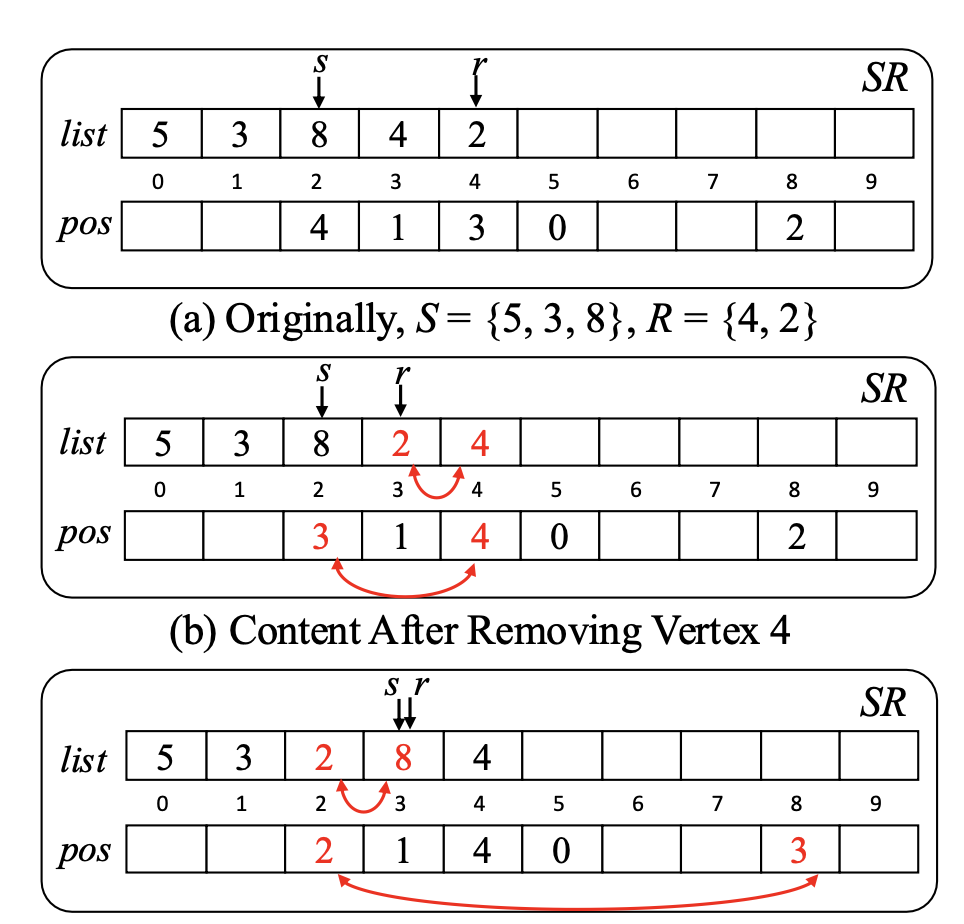 s r SR
list 5 3 8 4 2
0 1 2 3 4 5 6 7 8 9
pos 4 1 3 0 2
(a) Originally, S = {5, 3, 8}, R = {4, 2}
s r SR
list 5 3 8 2 4
0 1 2 3 4 5 6 7 8 9
pos 3 1 4 0 2
(b) Content After Removing Vertex 4
s r SR
list 5 3 2 8 4
0 1 2 3 4 5 6 7 8 9
pos 2 1 4 0 3